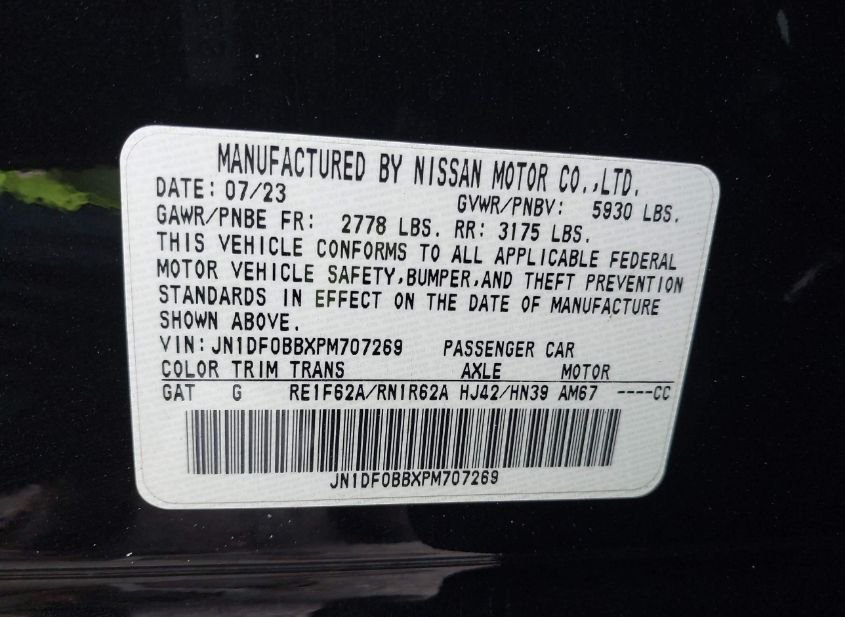 MANUFACTURED BY NISSAN MOTOR CO.,LTD.
DATE: 07/23 GVWR/PNBV: 5930 LBS.
GAWR/PNBE FR: 2778 LBS. RR: 3175 LBS.
THIS VEHICLE CONFORMS TO ALL APPLICABLE FEDERAL
MOTOR VEHICLE SAFETY,BUMPER,AND THEFT PREVENTION
STANDARDS IN EFFECT ON THE DATE OF MANUFACTURE
SHOWN ABOVE.
VIN: JN1DF0BBXPM707269 PASSENGER CAR
COLOR TRIM TRANS AXLE MOTOR
GAT G RE1F62A/RN1R62A HJ42/HN39 AM67 ----CC
JN1DF0BBXPM707269